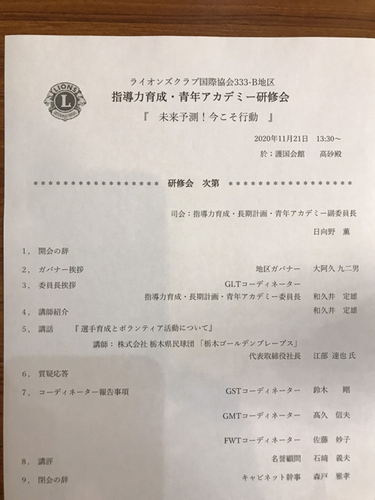 LIONS
L
INTERNATIONAL
ライオンズクラブ国際協会333-B地区
指導力育成・青年アカデミー研修会
『 未来予測！今こそ行動 』
2020年11月21日 13:30～
於：護国会館 高砂殿
＊＊＊＊＊＊＊＊＊＊＊＊＊＊＊＊ 研修会 次第 ＊＊＊＊＊＊＊＊＊＊＊＊＊＊＊＊
司会：指導力育成・長期計画・青年アカデミー副委員長
日向野 薫
1、 開会の辞
2、 ガバナー挨拶 地区ガバナー 大阿久 九二男
3、 委員長挨拶 GLTコーディネーター
指導力育成・長期計画・青年アカデミー委員長 和久井 定雄
4、 講師紹介 和久井 定雄
5、 講話 『選手育成とボランティア活動について』
講師：株式会社 栃木県民球団「栃木ゴールデンブレーブス」
代表取締役社長 江部 達也 氏
6、 質疑応答
7、 コーディネーター報告事項 GSTコーディネーター 鈴木 剛
GMTコーディネーター 髙久 信夫
FWTコーディネーター 佐藤 妙子
8、 講評 名誉顧問 石﨑 義夫
9、 閉会の辞 キャビネット幹事 森戸 雅孝